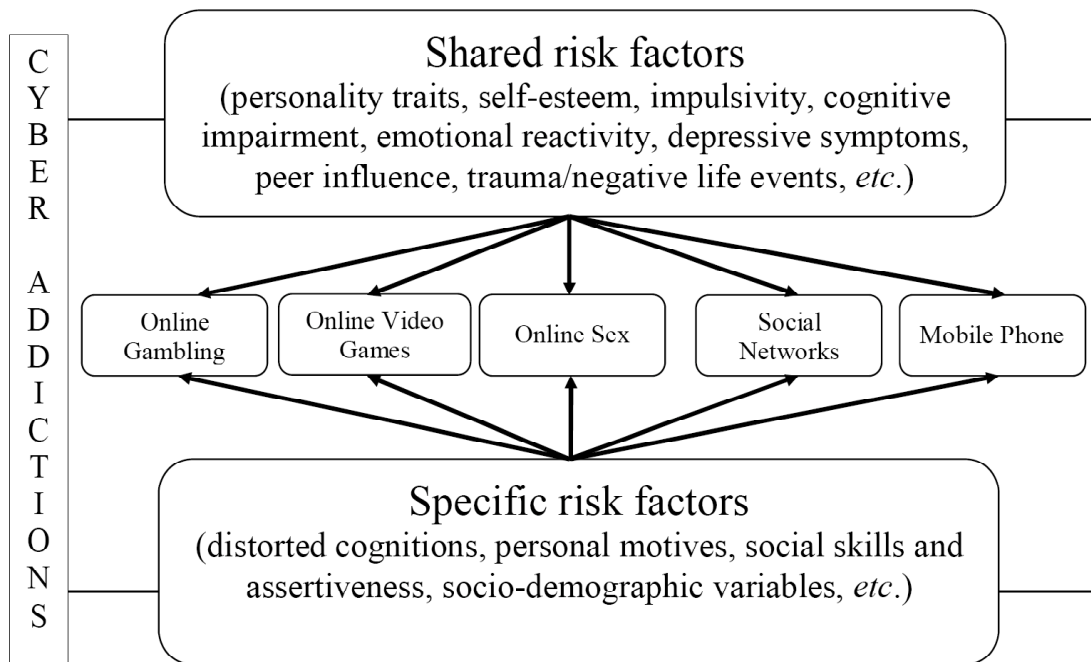 CYBER ADDICTIONS
Shared risk factors
(personality traits, self-esteem, impulsivity, cognitive
impairment, emotional reactivity, depressive symptoms,
peer influence, trauma/negative life events, etc.)
Online
Gambling
Online Video
Games
Online Sex
Social
Networks
Mobile Phone
Specific risk factors
(distorted cognitions, personal motives, social skills and
assertiveness, socio-demographic variables, etc.)